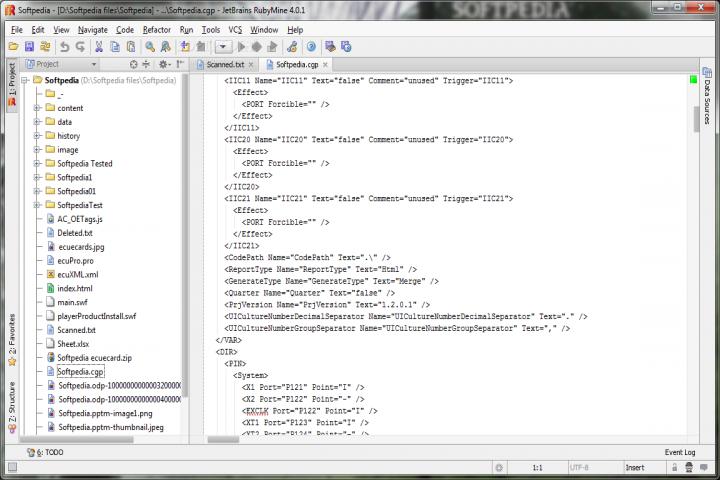 SOFTPEDIA
Softpedia - [D:\Softpedia files\Softpedia] - ...\Softpedia.cgp - JetBrains RubyMine 4.0.1
File Edit View Navigate Code Refactor Run Tools VCS Window Help
Project
Scanned.txt
Softpedia.cgp
1: Project
2: Favorites
7: Structure
Data Sources
Softpedia (D:\Softpedia files\Softpedia)
_-
content
data
history
image
Softpedia Tested
Softpedia1
Softpedia01
SoftpediaTest
AC_OETags.js
Deleted.txt
ecuecards.jpg
ecuPro.pro
ecuXML.xml
index.html
main.swf
playerProductInstall.swf
Scanned.txt
Sheet.xlsx
Softpedia ecuecard.zip
Softpedia.cgp
Softpedia.odp-10000000000003200000
Softpedia.odp-10000000000000400000
Softpedia.pptm-image1.png
Softpedia.pptm-thumbnail.jpeg
<IIC11 Name="IIC11" Text="false" Comment="unused" Trigger="IIC11">
<Effect>
<PORT Forcible="" />
</Effect>
</IIC11>
<IIC20 Name="IIC20" Text="false" Comment="unused" Trigger="IIC20">
<Effect>
<PORT Forcible="" />
</Effect>
</IIC20>
<IIC21 Name="IIC21" Text="false" Comment="unused" Trigger="IIC21">
<Effect>
<PORT Forcible="" />
</Effect>
</IIC21>
<CodePath Name="CodePath" Text=".\" />
<ReportType Name="ReportType" Text="Html" />
<GenerateType Name="GenerateType" Text="Merge" />
<Quarter Name="Quarter" Text="false" />
<PrjVersion Name="PrjVersion" Text="1.2.0.1" />
<UICultureNumberDecimalSeparator Name="UICultureNumberDecimalSeparator" Text="." />
<UICultureNumberGroupSeparator Name="UICultureNumberGroupSeparator" Text="," />
</VAR>
<DIR>
<PIN>
<System>
<X1 Port="P121" Point="I" />
<X2 Port="P122" Point="-" />
<EXCLK Port="P122" Point="I" />
<XT1 Port="P123" Point="I" />
<XT2 Port="P124" Point="-" />
6: TODO
Event Log
1:1
UTF-8
Insert